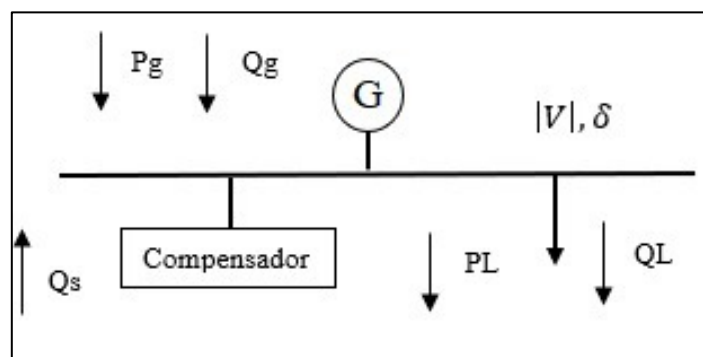 Pg
Qg
G
|V|, δ
Compensador
Qs
PL
QL